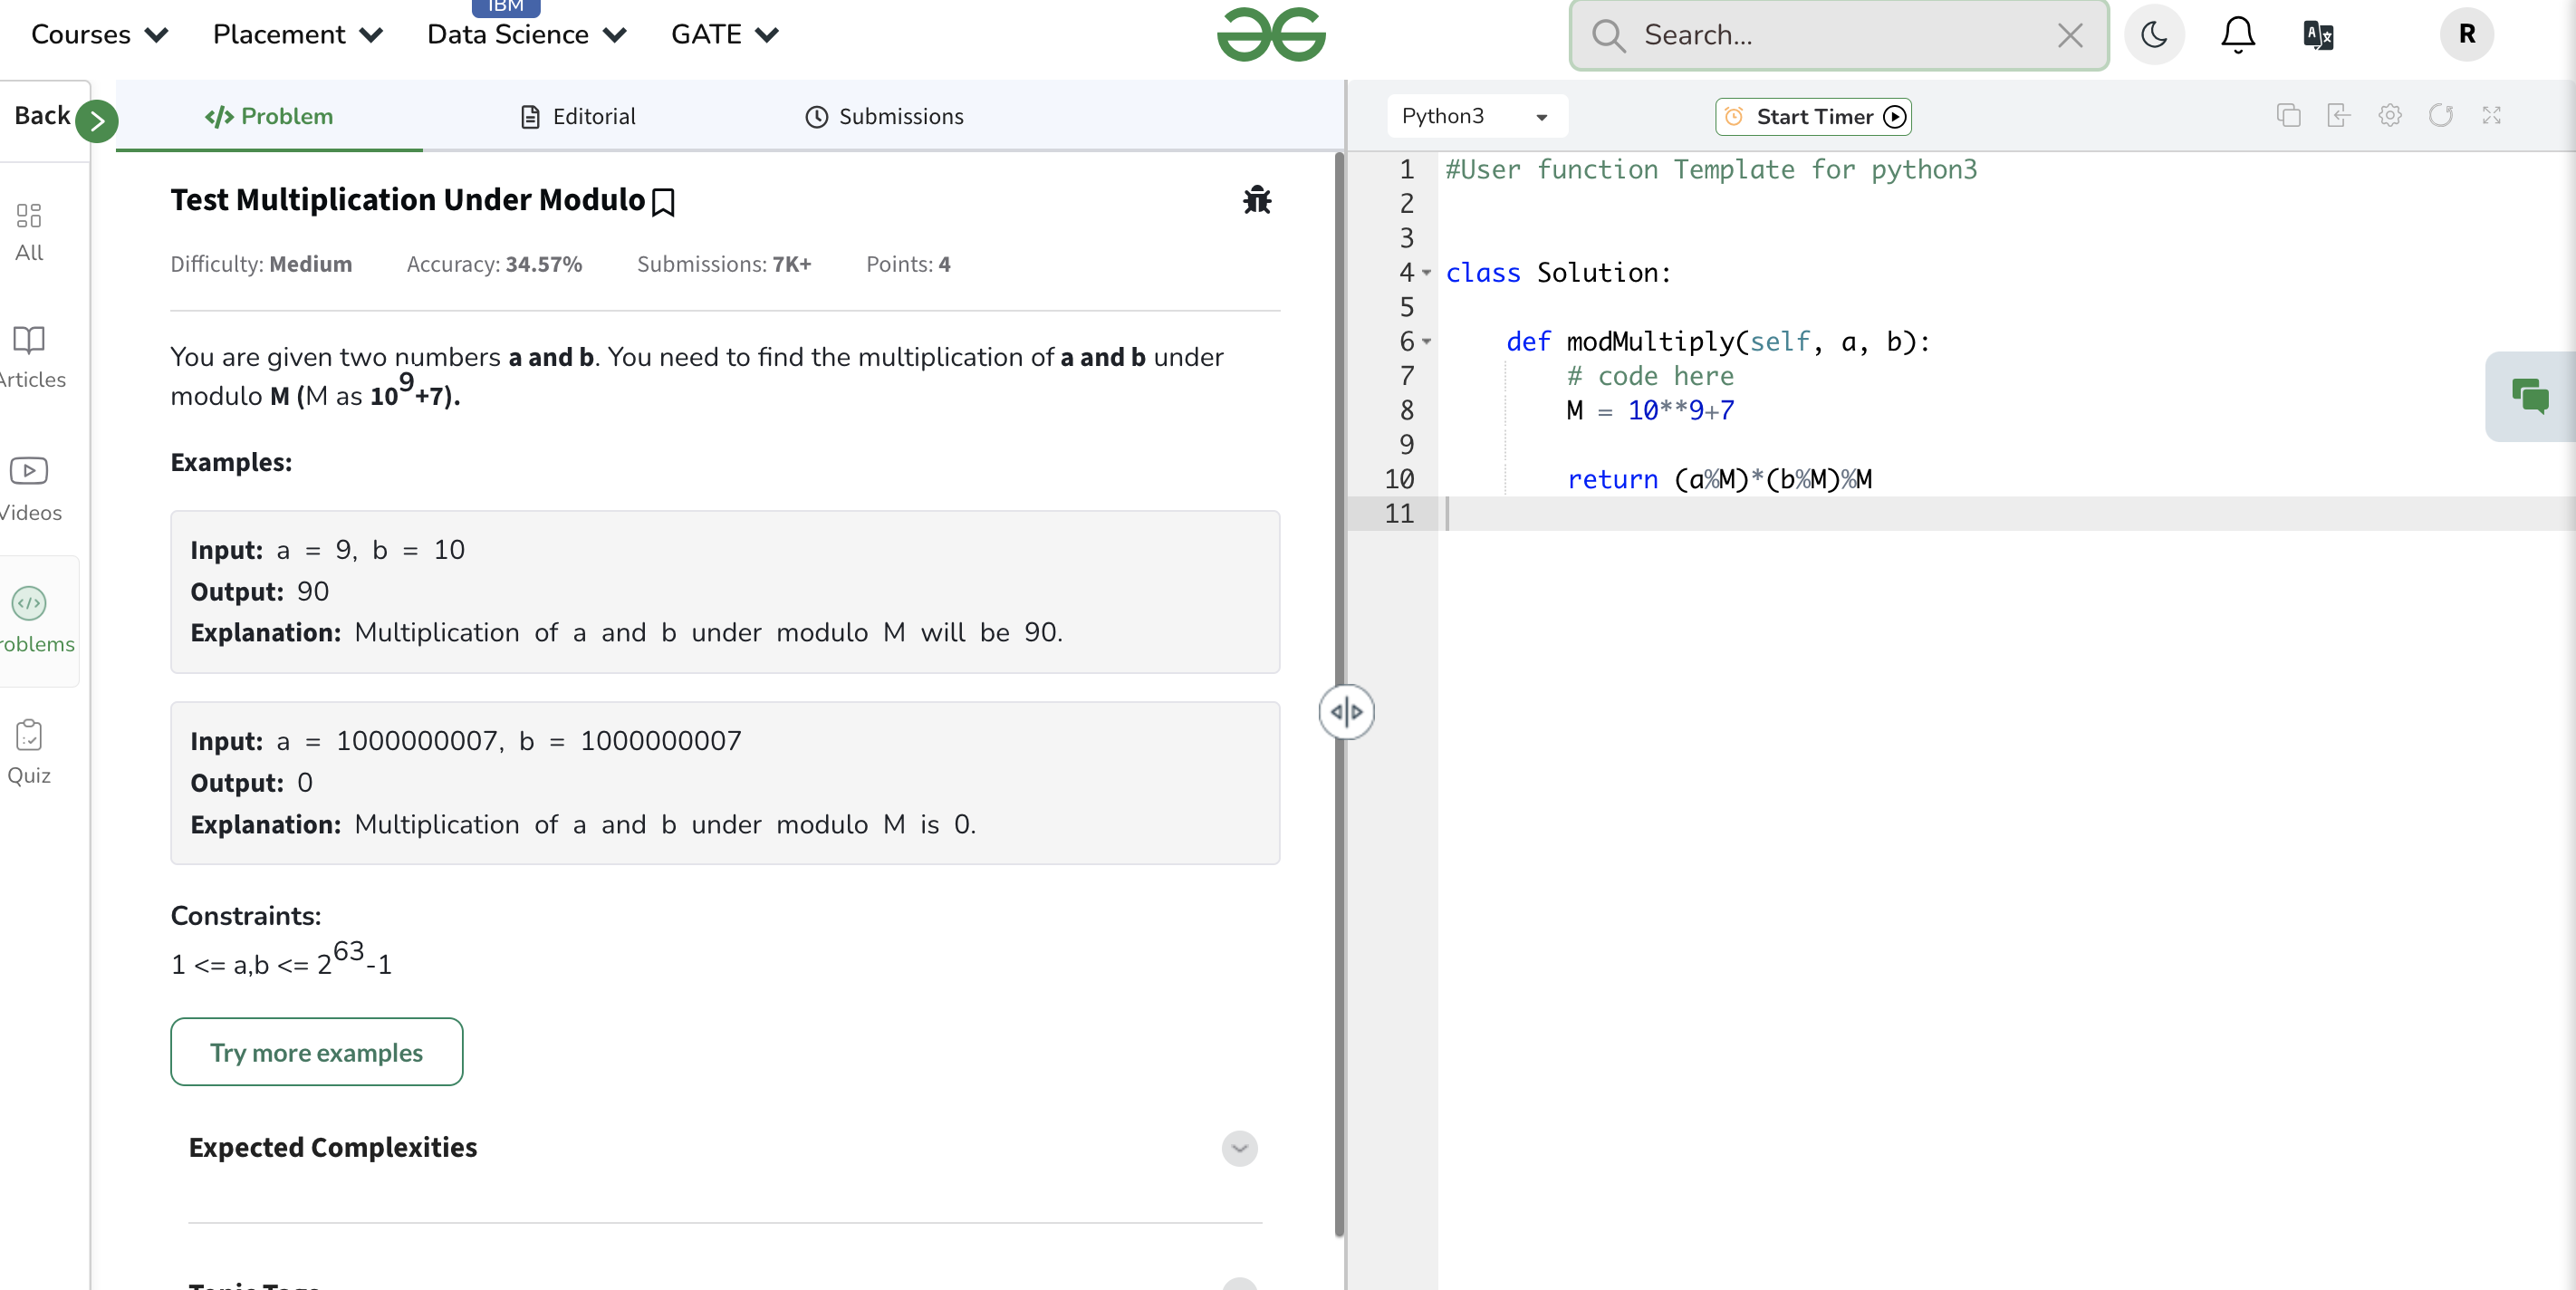 IBM
Courses Placement Data Science GATE Search... R
Back
All
Articles
Videos
roblems
Quiz
Problem Editorial Submissions
Test Multiplication Under Modulo
Difficulty: Medium Accuracy: 34.57% Submissions: 7K+ Points: 4
You are given two numbers a and b. You need to find the multiplication of a and b under
modulo M (M as 10^9+7).
Examples:
Input: a = 9, b = 10
Output: 90
Explanation: Multiplication of a and b under modulo M will be 90.
Input: a = 1000000007, b = 1000000007
Output: 0
Explanation: Multiplication of a and b under modulo M is 0.
Constraints:
1 <= a,b <= 2^63-1
Try more examples
Expected Complexities
Topic Tags
Python3 Start Timer
1 #User function Template for python3
2
3
4 class Solution:
5
6 def modMultiply(self, a, b):
7 # code here
8 M = 10**9+7
9
10 return (a%M)*(b%M)%M
11